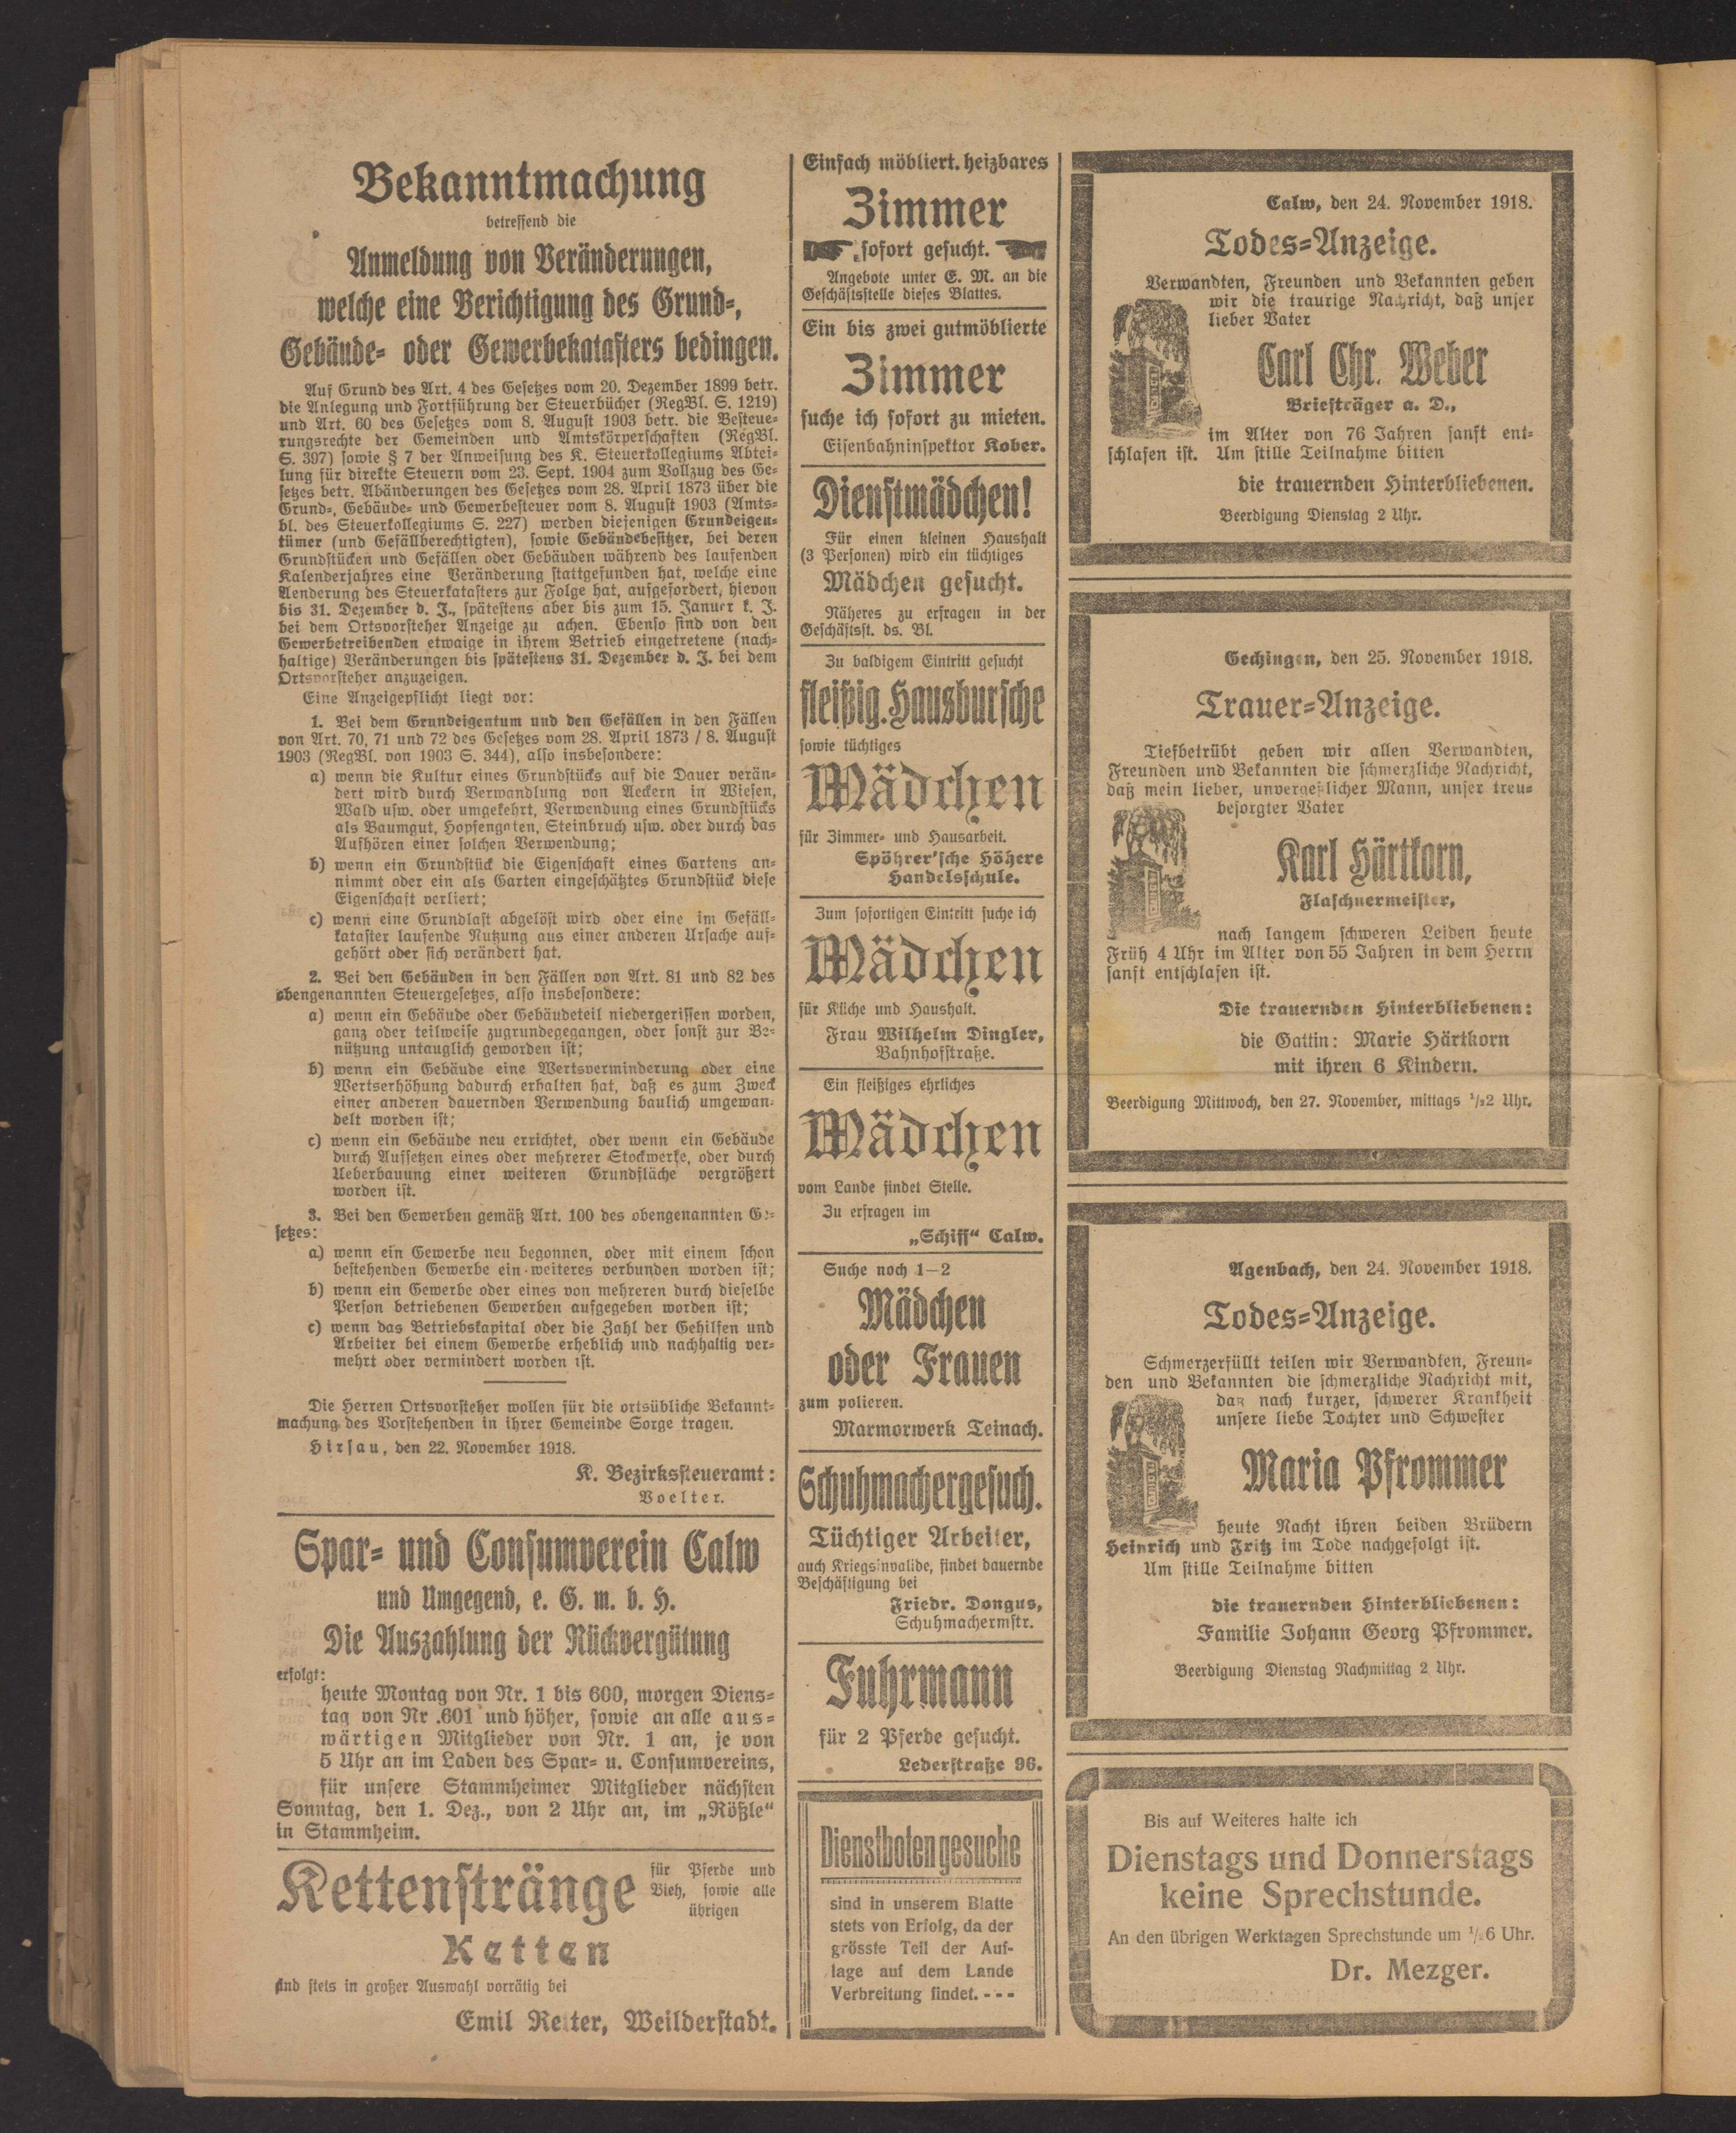 Bekanntmachung
betreffend die
Anmeldung von Veränderungen,
welche eine Berichtigung des Grund-,
Gebäude- oder Gewerbekatasters bedingen.
Auf Grund des Art. 4 des Gesetzes vom 20. Dezember 1899 betr.
die Anlegung und Fortführung der Steuerbücher (RegBl. S. 1219)
und Art. 60 des Gesetzes vom 8. August 1903 betr. die Besteue-
rungsrechte der Gemeinden und Amtskörperschaften (RegBl.
S. 397) sowie § 7 der Anweisung des K. Steuerkollegiums Abtei-
lung für direkte Steuern vom 23. Sept. 1904 zum Vollzug des Ge-
setzes betr. Abänderungen des Gesetzes vom 28. April 1873 über die
Grund-, Gebäude- und Gewerbesteuer vom 8. August 1903 (Amts-
bl. des Steuerkollegiums S. 227) werden diejenigen Grundeigen-
tümer (und Gefällberechtigten), sowie Gebäudebesitzer, bei deren
Grundstücken und Gefällen oder Gebäuden während des laufenden
Kalenderjahres eine Veränderung stattgefunden hat, welche eine
Aenderung des Steuerkatasters zur Folge hat, aufgefordert, hievon
bis 31. Dezember d. J., spätestens aber bis zum 15. Januar k. J.
bei dem Ortsvorsteher Anzeige zu achen. Ebenso sind von den
Gewerbetreibenden etwaige in ihrem Betrieb eingetretene (nach-
haltige) Veränderungen bis spätestens 31. Dezember d. J. bei dem
Ortsvorsteher anzuzeigen.
Eine Anzeigepflicht liegt vor:
1. Bei dem Grundeigentum und den Gefällen in den Fällen
von Art. 70, 71 und 72 des Gesetzes vom 28. April 1873 / 8. August
1903 (RegBl. von 1903 S. 344), also insbesondere:
a) wenn die Kultur eines Grundstücks auf die Dauer verän-
dert wird durch Verwandlung von Aeckern in Wiesen,
Wald usw. oder umgekehrt, Verwendung eines Grundstücks
als Baumgut, Hopfengaten, Steinbruch usw. oder durch das
Aufhören einer solchen Verwendung;
b) wenn ein Grundstück die Eigenschaft eines Gartens an-
nimmt oder ein als Garten eingeschätztes Grundstück diese
Eigenschaft verliert;
c) wenn eine Grundlast abgelöst wird oder eine im Gefäll-
kataster laufende Nutzung aus einer anderen Ursache auf-
gehört oder sich verändert hat.
2. Bei den Gebäuden in den Fällen von Art. 81 und 82 des
obengenannten Steuergesetzes, also insbesondere:
a) wenn ein Gebäude oder Gebäudeteil niedergerissen worden,
ganz oder teilweise zugrundegegangen, oder sonst zur Be-
nützung untauglich geworden ist;
b) wenn ein Gebäude eine Wertsverminderung oder eine
Wertserhöhung dadurch erhalten hat, daß es zum Zweck
einer anderen dauernden Verwendung baulich umgewan-
delt worden ist;
c) wenn ein Gebäude neu errichtet, oder wenn ein Gebäude
durch Aufsetzen eines oder mehrerer Stockwerke, oder durch
Ueberbauung einer weiteren Grundfläche vergrößert
worden ist.
3. Bei den Gewerben gemäß Art. 100 des obengenannten Ge-
setzes:
a) wenn ein Gewerbe neu begonnen, oder mit einem schon
bestehenden Gewerbe ein weiteres verbunden worden ist;
b) wenn ein Gewerbe oder eines von mehreren durch dieselbe
Person betriebenen Gewerben aufgegeben worden ist;
c) wenn das Betriebskapital oder die Zahl der Gehilfen und
Arbeiter bei einem Gewerbe erheblich und nachhaltig ver-
mehrt oder vermindert worden ist.
Die Herren Ortsvorsteher wollen für die ortsübliche Bekannt-
machung des Vorstehenden in ihrer Gemeinde Sorge tragen.
Hirsau, den 22. November 1918.
K. Bezirkssteueramt:
Voelter.
Spar- und Consumverein Calw
und Umgegend, e. G. m. b. H.
Die Auszahlung der Rückvergütung
erfolgt:
heute Montag von Nr. 1 bis 600, morgen Diens-
tag von Nr .601 und höher, sowie an alle aus-
wärtigen Mitglieder von Nr. 1 an, je von
5 Uhr an im Laden des Spar- u. Consumvereins,
für unsere Stammheimer Mitglieder nächsten
Sonntag, den 1. Dez., von 2 Uhr an, im „Rößle“
in Stammheim.
Kettenstränge für Pferde und
Vieh, sowie alle
übrigen
Ketten
sind stets in großer Auswahl vorrätig bei
Emil Reiter, Weilderstadt.
Einfach möbliert. heizbares
Zimmer
sofort gesucht.
Angebote unter E. M. an die
Geschäftsstelle dieses Blattes.
Ein bis zwei gutmöblierte
Zimmer
suche ich sofort zu mieten.
Eisenbahninspektor Kober.
Dienstmädchen!
Für einen kleinen Haushalt
(3 Personen) wird ein tüchtiges
Mädchen gesucht.
Näheres zu erfragen in der
Geschäftsst. ds. Bl.
Zu baldigem Eintritt gesucht
fleißig. Hausbursche
sowie tüchtiges
Mädchen
für Zimmer- und Hausarbeit.
Spöhrer'sche Höhere
Handelsschule.
Zum sofortigen Eintritt suche ich
Mädchen
für Küche und Haushalt.
Frau Wilhelm Dingler,
Bahnhofstraße.
Ein fleißiges ehrliches
Mädchen
vom Lande findet Stelle.
Zu erfragen im
„Schiff“ Calw.
Suche noch 1—2
Mädchen
oder Frauen
zum polieren.
Marmorwerk Teinach.
Schuhmachergesuch.
Tüchtiger Arbeiter,
auch Kriegsinvalide, findet dauernde
Beschäftigung bei
Friedr. Dongus,
Schuhmachermstr.
Fuhrmann
für 2 Pferde gesucht.
Lederstraße 96.
Dienstbotengesuche
sind in unserem Blatte
stets von Erfolg, da der
grösste Teil der Auf-
lage auf dem Lande
Verbreitung findet. - - -
Calw, den 24. November 1918.
Todes-Anzeige.
Verwandten, Freunden und Bekannten geben
wir die traurige Nachricht, daß unser
lieber Vater
Carl Chr. Weber
Briefträger a. D.,
im Alter von 76 Jahren sanft ent-
schlafen ist. Um stille Teilnahme bitten
die trauernden Hinterbliebenen.
Beerdigung Dienstag 2 Uhr.
Gechingen, den 25. November 1918.
Trauer-Anzeige.
Tiefbetrübt geben wir allen Verwandten,
Freunden und Bekannten die schmerzliche Nachricht,
daß mein lieber, unvergeßlicher Mann, unser treu-
besorgter Vater
Karl Härtkorn,
Flaschnermeister,
nach langem schweren Leiden heute
Früh 4 Uhr im Alter von 55 Jahren in dem Herrn
sanft entschlafen ist.
Die trauernden Hinterbliebenen:
die Gattin: Marie Härtkorn
mit ihren 6 Kindern.
Beerdigung Mittwoch, den 27. November, mittags ½2 Uhr.
Agenbach, den 24. November 1918.
Todes-Anzeige.
Schmerzerfüllt teilen wir Verwandten, Freun-
den und Bekannten die schmerzliche Nachricht mit,
daß nach kurzer, schwerer Krankheit
unsere liebe Tochter und Schwester
Maria Pfrommer
heute Nacht ihren beiden Brüdern
Heinrich und Fritz im Tode nachgefolgt ist.
Um stille Teilnahme bitten
die trauernden Hinterbliebenen:
Familie Johann Georg Pfrommer.
Beerdigung Dienstag Nachmittag 2 Uhr.
Bis auf Weiteres halte ich
Dienstags und Donnerstags
keine Sprechstunde.
An den übrigen Werktagen Sprechstunde um ½6 Uhr.
Dr. Mezger.